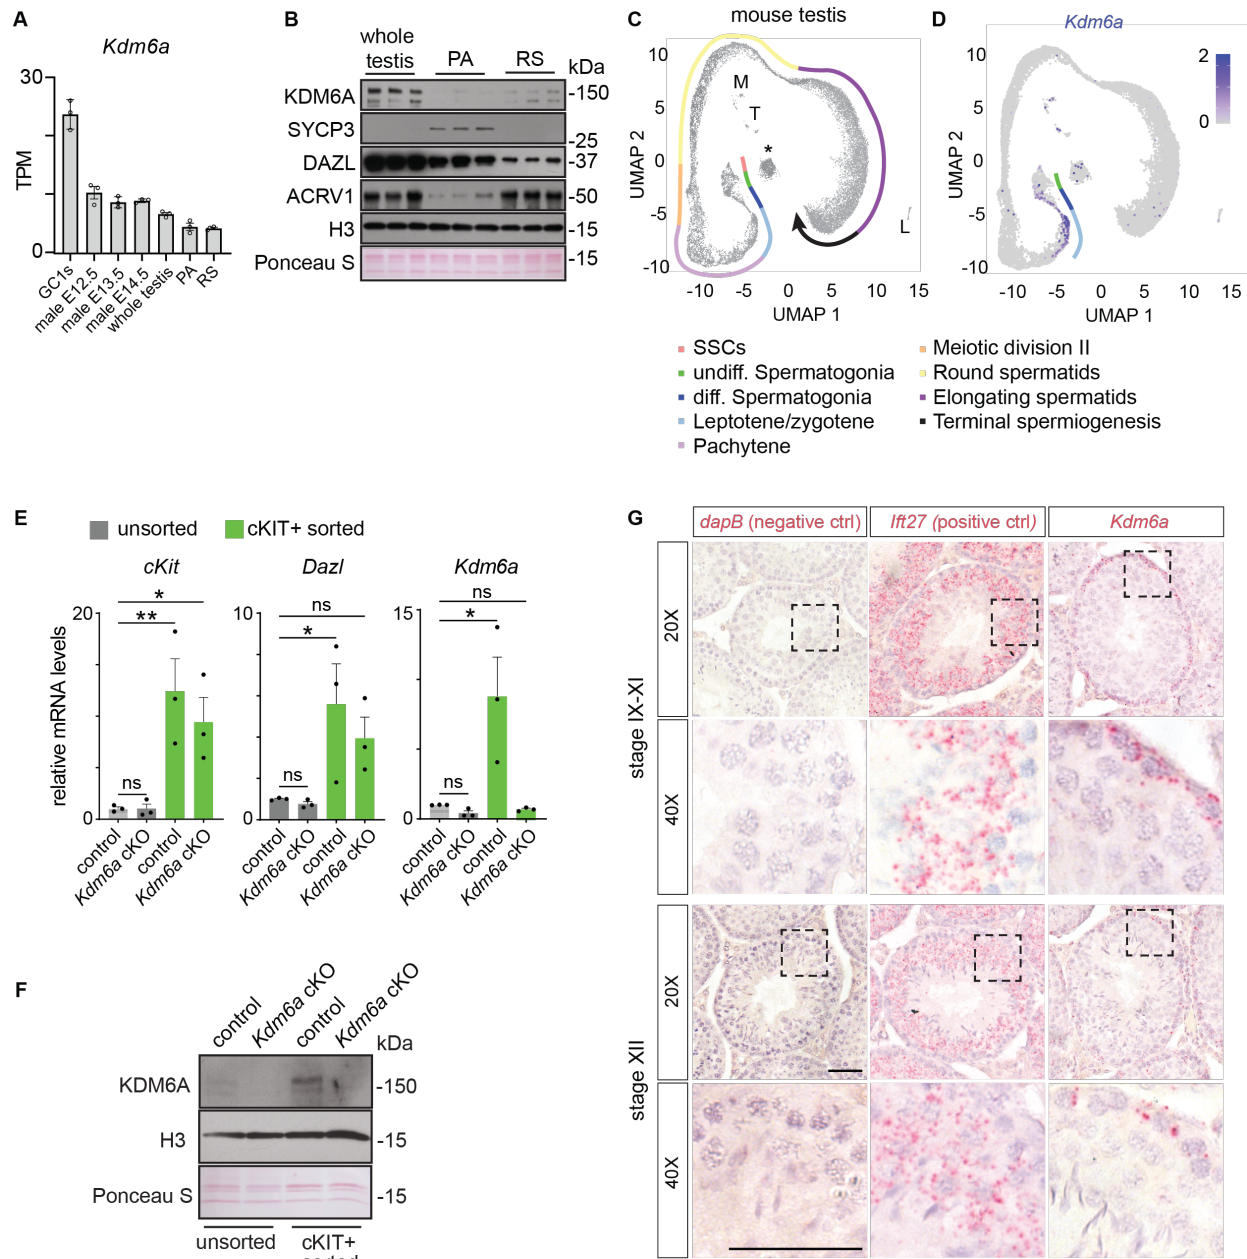 A
Kdm6a
30
TPM
0
GC1s
male E12.5
male E13.5
male E14.5
whole testis
PA
RS
B
whole
testis
PA
RS
kDa
KDM6A
-150
SYCP3
-25
DAZL
-37
ACRV1
-50
H3
-15
Ponceau S
-15
C
mouse testis
10
5
0
-5
-10
UMAP 2
M
T
*
L
-10
-5
0
5
10
15
UMAP 1
D
Kdm6a
10
5
0
-5
-10
UMAP 2
2
0
-10
-5
0
5
10
15
UMAP 1
SSCs
undiff. Spermatogonia
diff. Spermatogonia
Leptotene/zygotene
Pachytene
Meiotic division II
Round spermatids
Elongating spermatids
Terminal spermiogenesis
E
unsorted
cKIT+ sorted
cKit
relative mRNA levels
20
0
*
**
ns
control
Kdm6a cKO
control
Kdm6a cKO
Dazl
10
0
ns
*
ns
control
Kdm6a cKO
control
Kdm6a cKO
Kdm6a
15
0
ns
*
ns
control
Kdm6a cKO
control
Kdm6a cKO
F
control
Kdm6a cKO
control
Kdm6a cKO
kDa
KDM6A
-150
H3
-15
Ponceau S
-15
unsorted
cKIT+
G
dapB (negative ctrl)
Ift27 (positive ctrl)
Kdm6a
stage IX-XI
20X
40X
stage XII
20X
40X